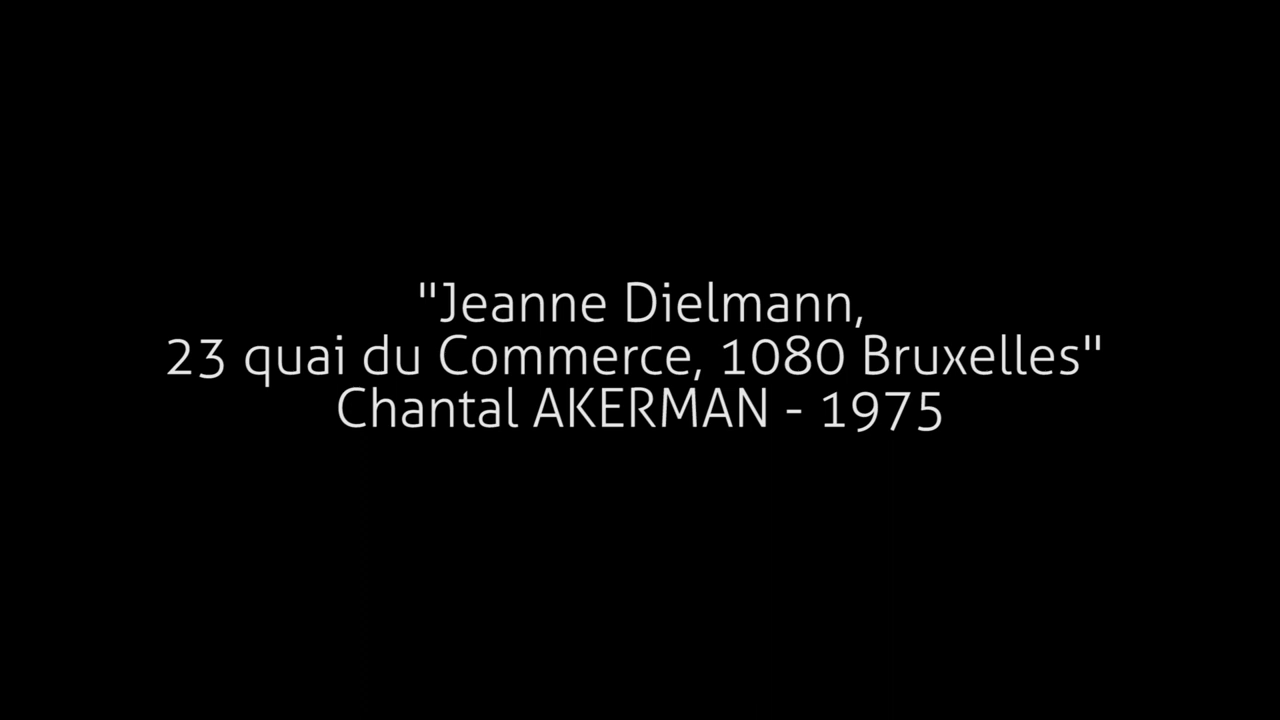 "Jeanne Dielmann,
23 quai du Commerce, 1080 Bruxelles"
Chantal AKERMAN - 1975